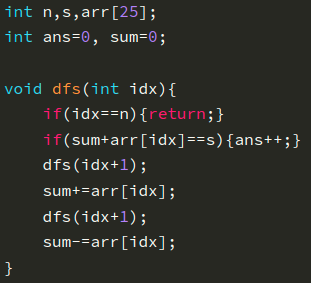 int n,s,arr[25];
int ans=0, sum=0;
void dfs(int idx){
    if(idx==n){return;}
    if(sum+arr[idx]==s){ans++;}
    dfs(idx+1);
    sum+=arr[idx];
    dfs(idx+1);
    sum-=arr[idx];
}